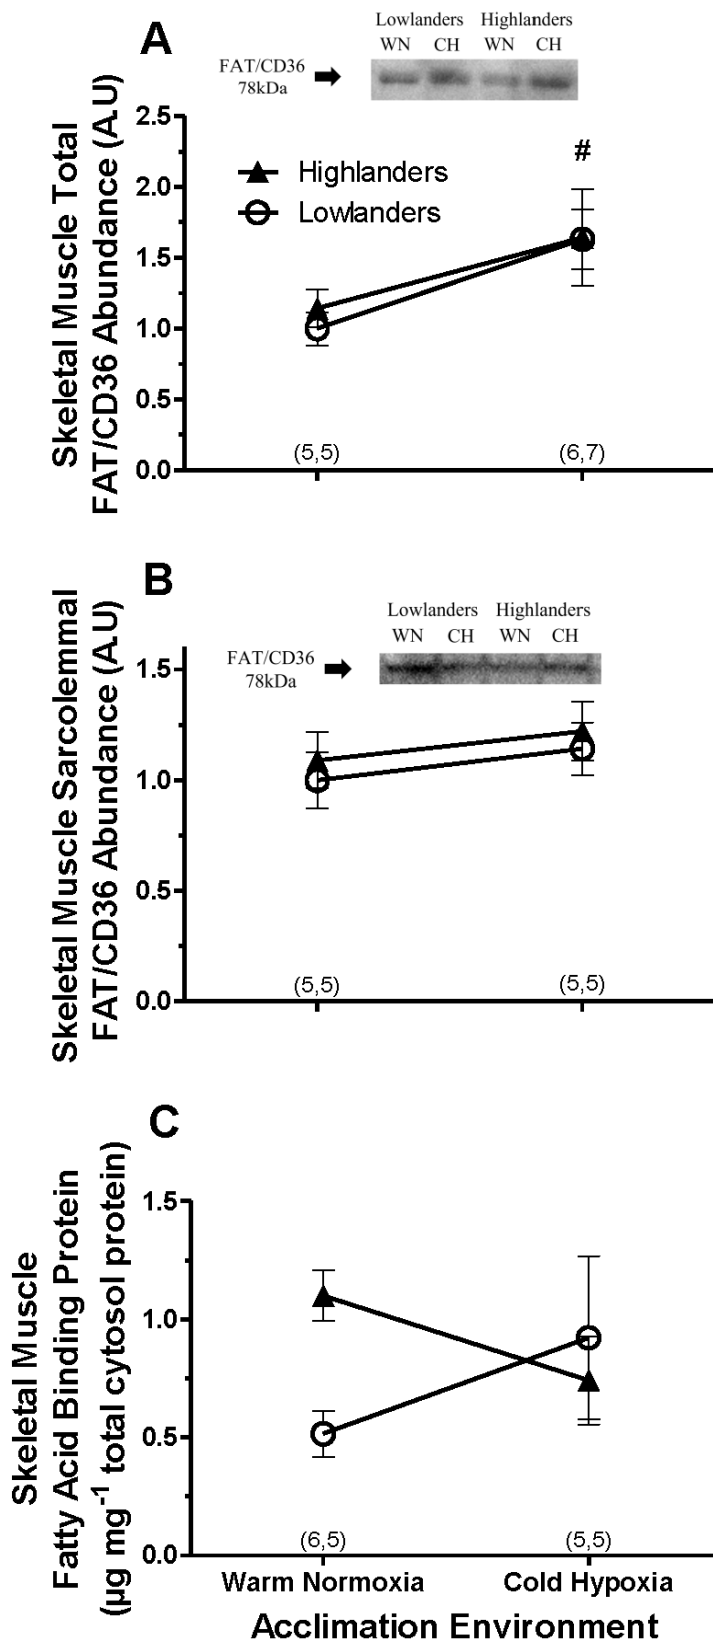 A
Lowlanders Highlanders
WN CH WN CH
FAT/CD36
78kDa
Skeletal Muscle Total
FAT/CD36 Abundance (A.U)
2.5
2.0
1.5
1.0
0.5
0.0
#
Highlanders
Lowlanders
(5,5) (6,7)
B
Lowlanders Highlanders
WN CH WN CH
FAT/CD36
78kDa
Skeletal Muscle Sarcolemmal
FAT/CD36 Abundance (A.U)
1.5
1.0
0.5
0.0
(5,5) (5,5)
C
Skeletal Muscle
Fatty Acid Binding Protein
(µg mg⁻¹ total cytosol protein)
1.5
1.0
0.5
0.0
(6,5) (5,5)
Warm Normoxia Cold Hypoxia
Acclimation Environment